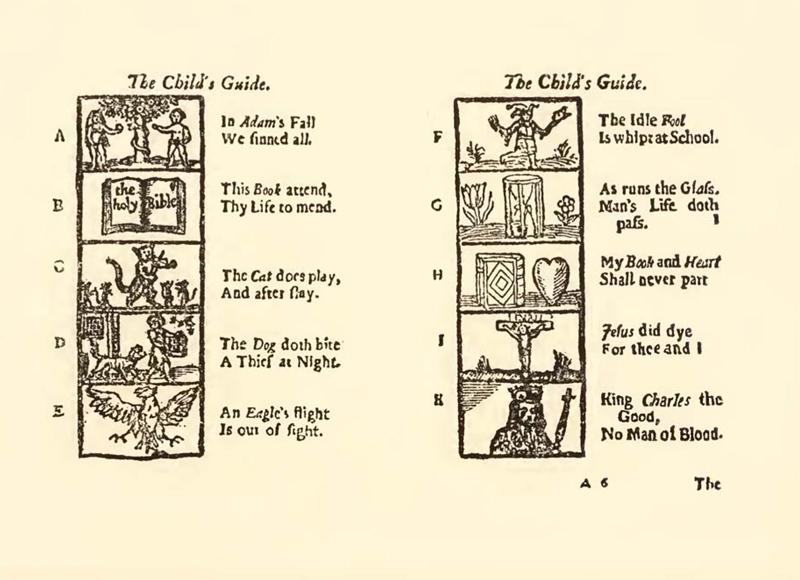 The Child's Guide.
A
In Adam's Fall
We sinned all.
B
the holy Bible
This Book attend,
Thy Life to mend.
C
The Cat does play,
And after slay.
D
The Dog doth bite
A Thief at Night.
E
An Eagle's flight
Is out of sight.
The Child's Guide.
F
The Idle Fool
Is whipt at School.
G
As runs the Glass,
Man's Life doth
pass.
H
My Book and Heart
Shall never part
I
Jesus did dye
For thee and I
K
King Charles the
Good,
No Man of Blood.
A 6
The